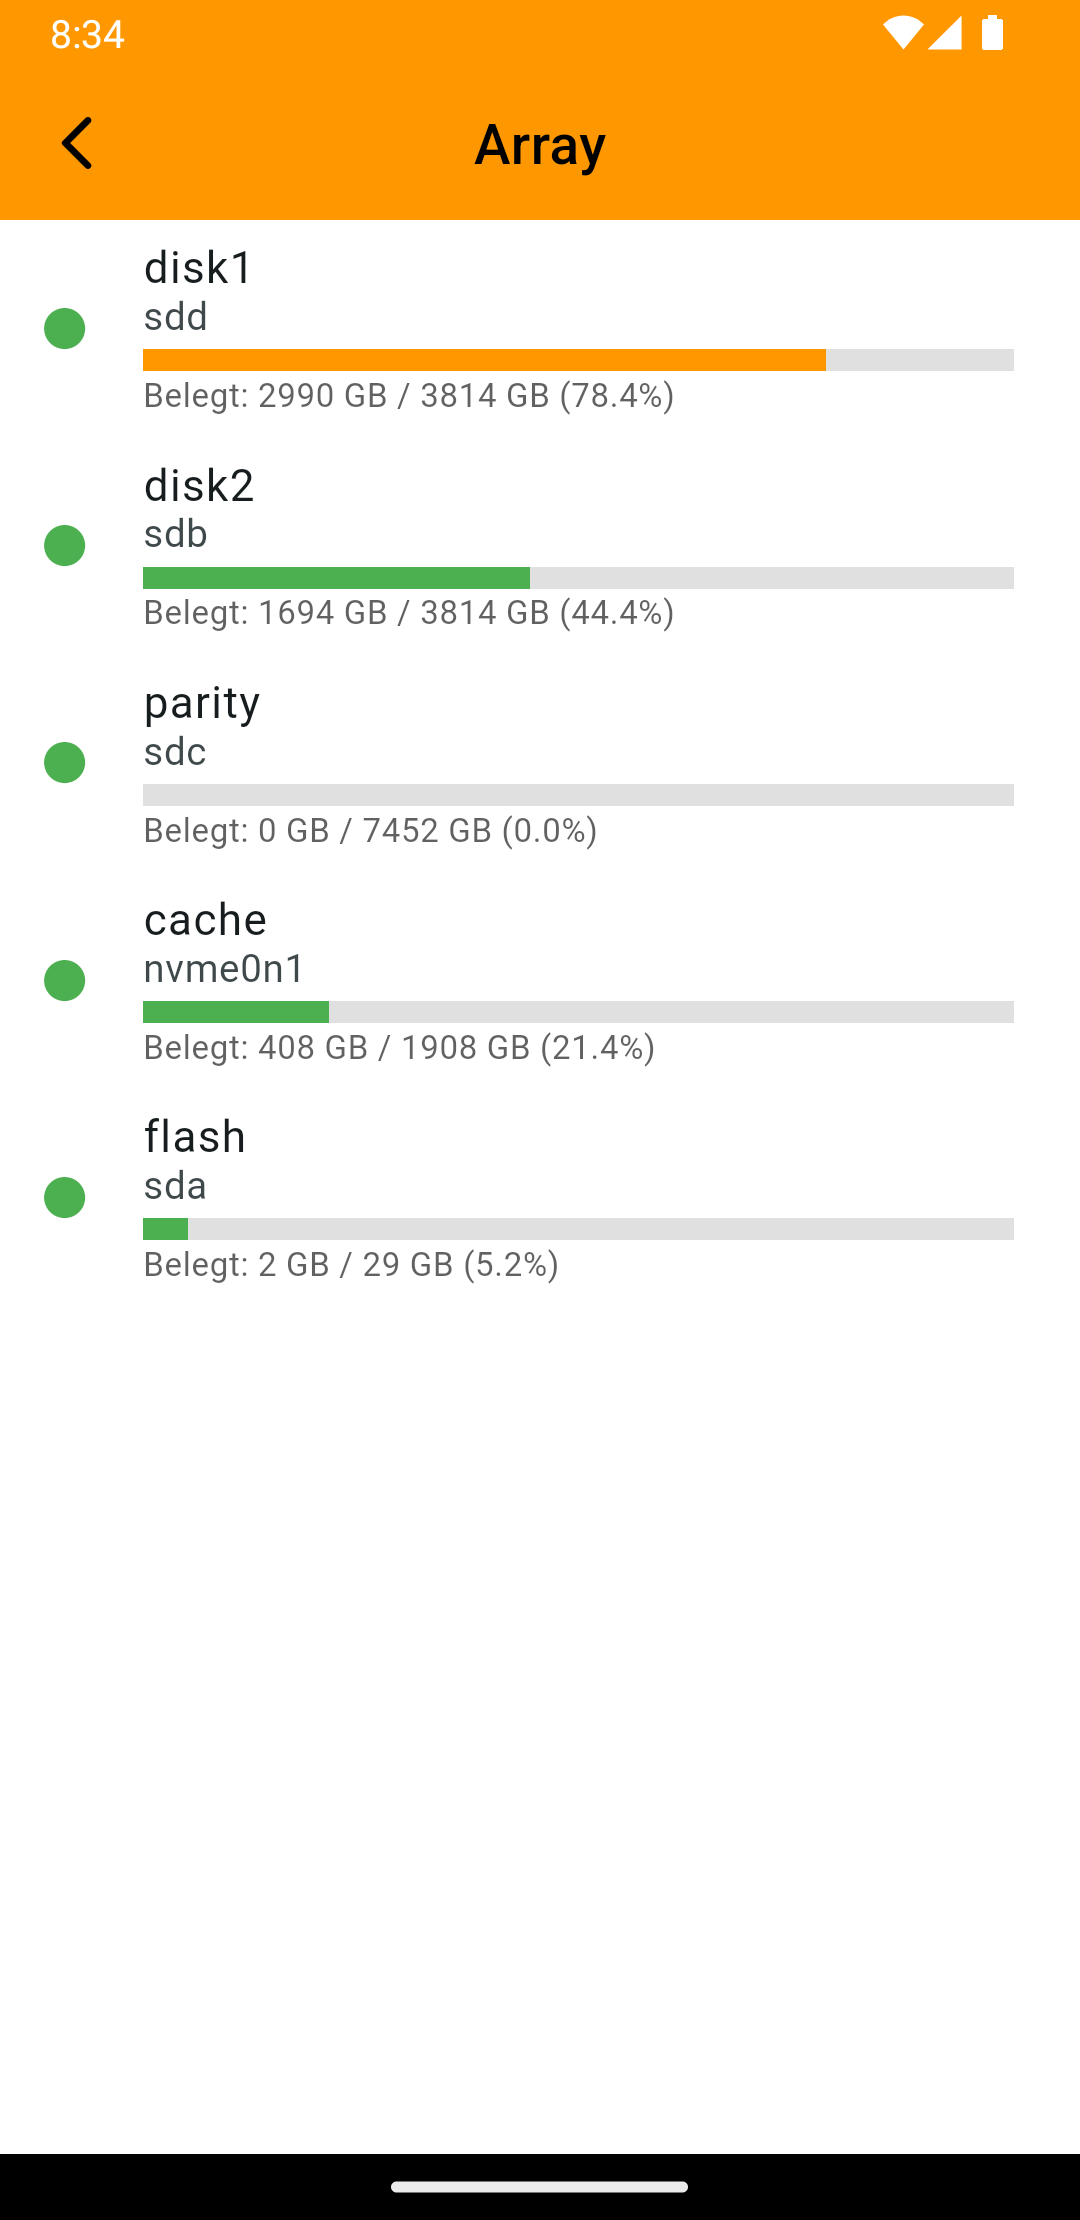 8:34
Array
disk1
sdd
Belegt: 2990 GB / 3814 GB (78.4%)
disk2
sdb
Belegt: 1694 GB / 3814 GB (44.4%)
parity
sdc
Belegt: 0 GB / 7452 GB (0.0%)
cache
nvme0n1
Belegt: 408 GB / 1908 GB (21.4%)
flash
sda
Belegt: 2 GB / 29 GB (5.2%)